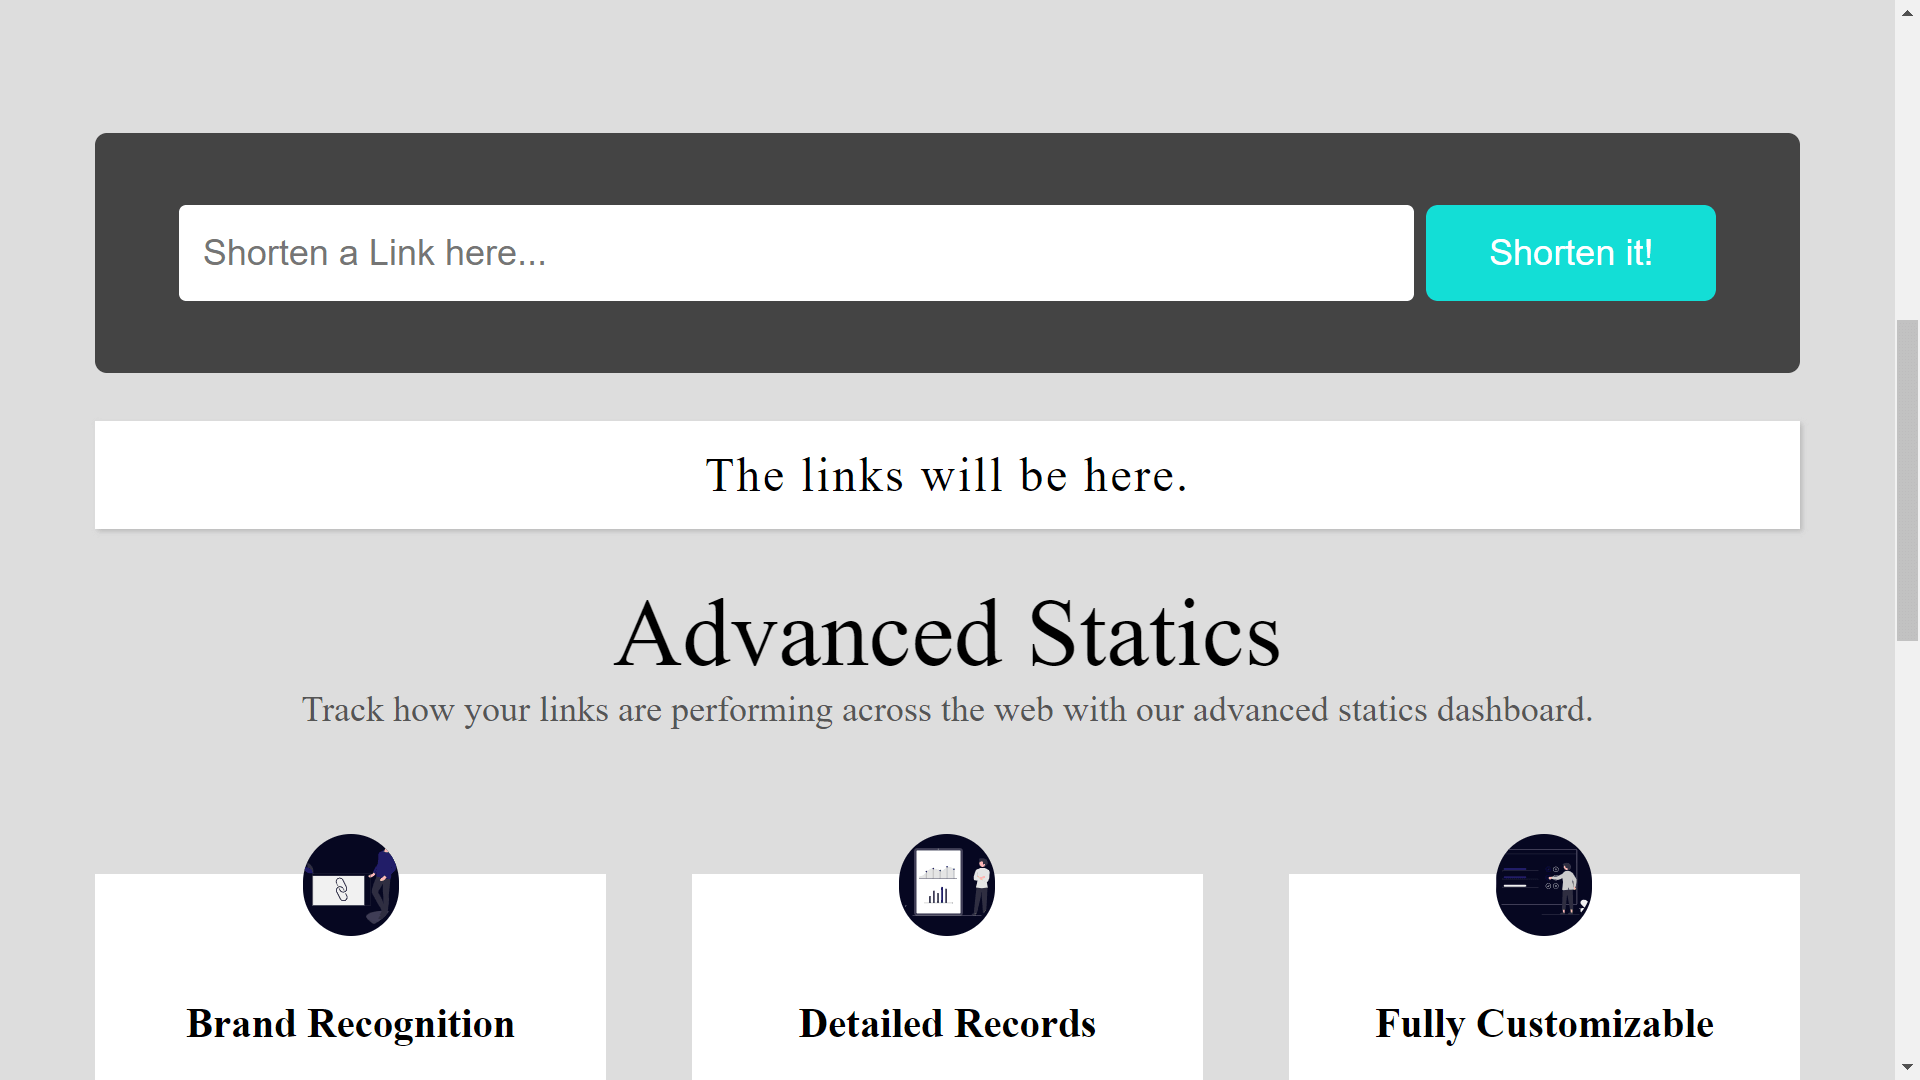 Shorten a Link here...
Shorten it!
The links will be here.
Advanced Statics
Track how your links are performing across the web with our advanced statics dashboard.
Brand Recognition
Detailed Records
Fully Customizable